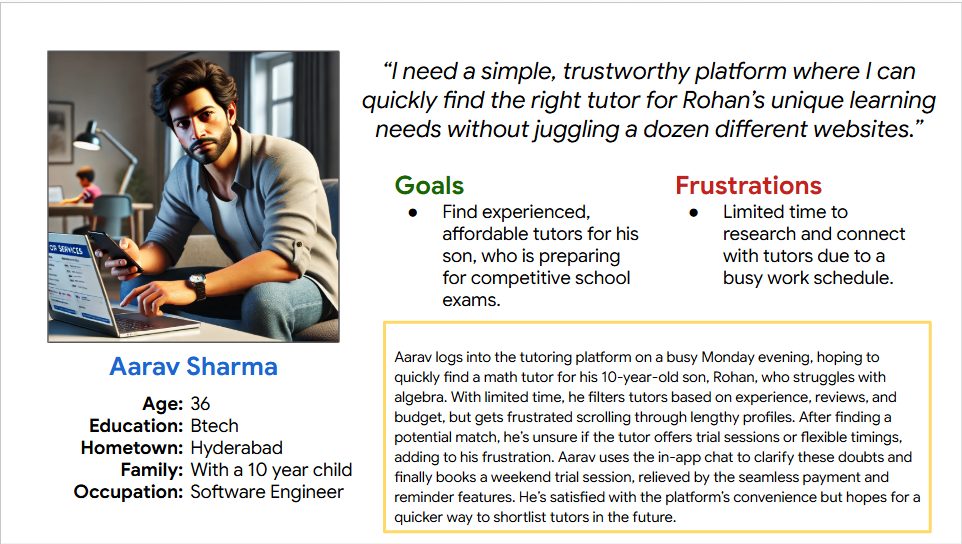 “I need a simple, trustworthy platform where I can
quickly find the right tutor for Rohan’s unique learning
needs without juggling a dozen different websites.”
OF SERVICES
Aarav Sharma
Age: 36
Education: Btech
Hometown: Hyderabad
Family: With a 10 year child
Occupation: Software Engineer
Goals
● Find experienced,
affordable tutors for his
son, who is preparing
for competitive school
exams.
Frustrations
● Limited time to
research and connect
with tutors due to a
busy work schedule.
Aarav logs into the tutoring platform on a busy Monday evening, hoping to
quickly find a math tutor for his 10-year-old son, Rohan, who struggles with
algebra. With limited time, he filters tutors based on experience, reviews, and
budget, but gets frustrated scrolling through lengthy profiles. After finding a
potential match, he’s unsure if the tutor offers trial sessions or flexible timings,
adding to his frustration. Aarav uses the in-app chat to clarify these doubts and
finally books a weekend trial session, relieved by the seamless payment and
reminder features. He’s satisfied with the platform’s convenience but hopes for a
quicker way to shortlist tutors in the future.